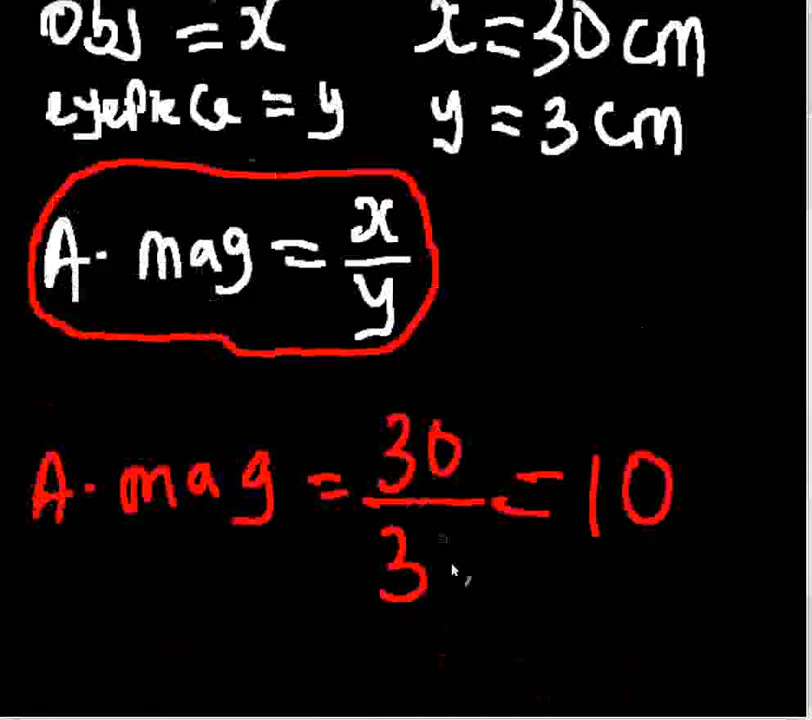 Obj = x x = 30 cm
eyepiece = y y = 3 cm
A. mag = x/y
A. mag = 30/3 = 10